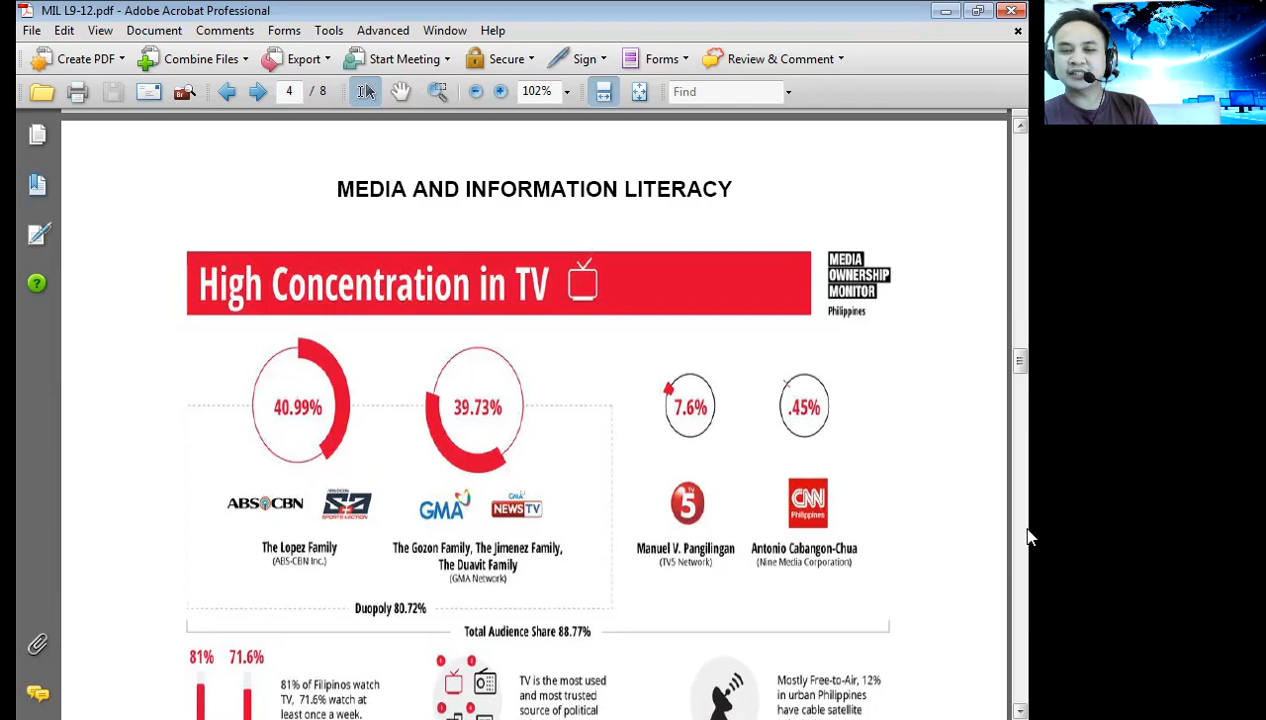 MIL L9-12.pdf - Adobe Acrobat Professional
File Edit View Document Comments Forms Tools Advanced Window Help
Create PDF Combine Files Export Start Meeting Secure Sign Forms Review & Comment
4 / 8 102% Find
MEDIA AND INFORMATION LITERACY
High Concentration in TV
MEDIA
OWNERSHIP
MONITOR
Philippines
40.99% 39.73% 7.6% .45%
ABS-CBN SPORTS+ACTION GMA GMA NEWS TV TV 5 CNN Philippines
The Lopez Family
(ABS-CBN Inc.)
The Gozon Family, The Jimenez Family,
The Duavit Family
(GMA Network)
Manuel V. Pangilingan
(TV5 Network)
Antonio Cabangon-Chua
(Nine Media Corporation)
Duopoly 80.72%
Total Audience Share 88.77%
81% 71.6%
81% of Filipinos watch
TV, 71.6% watch at
least once a week.
TV is the most used
and most trusted
source of political
Mostly Free-to-Air, 12%
in urban Philippines
have cable satellite